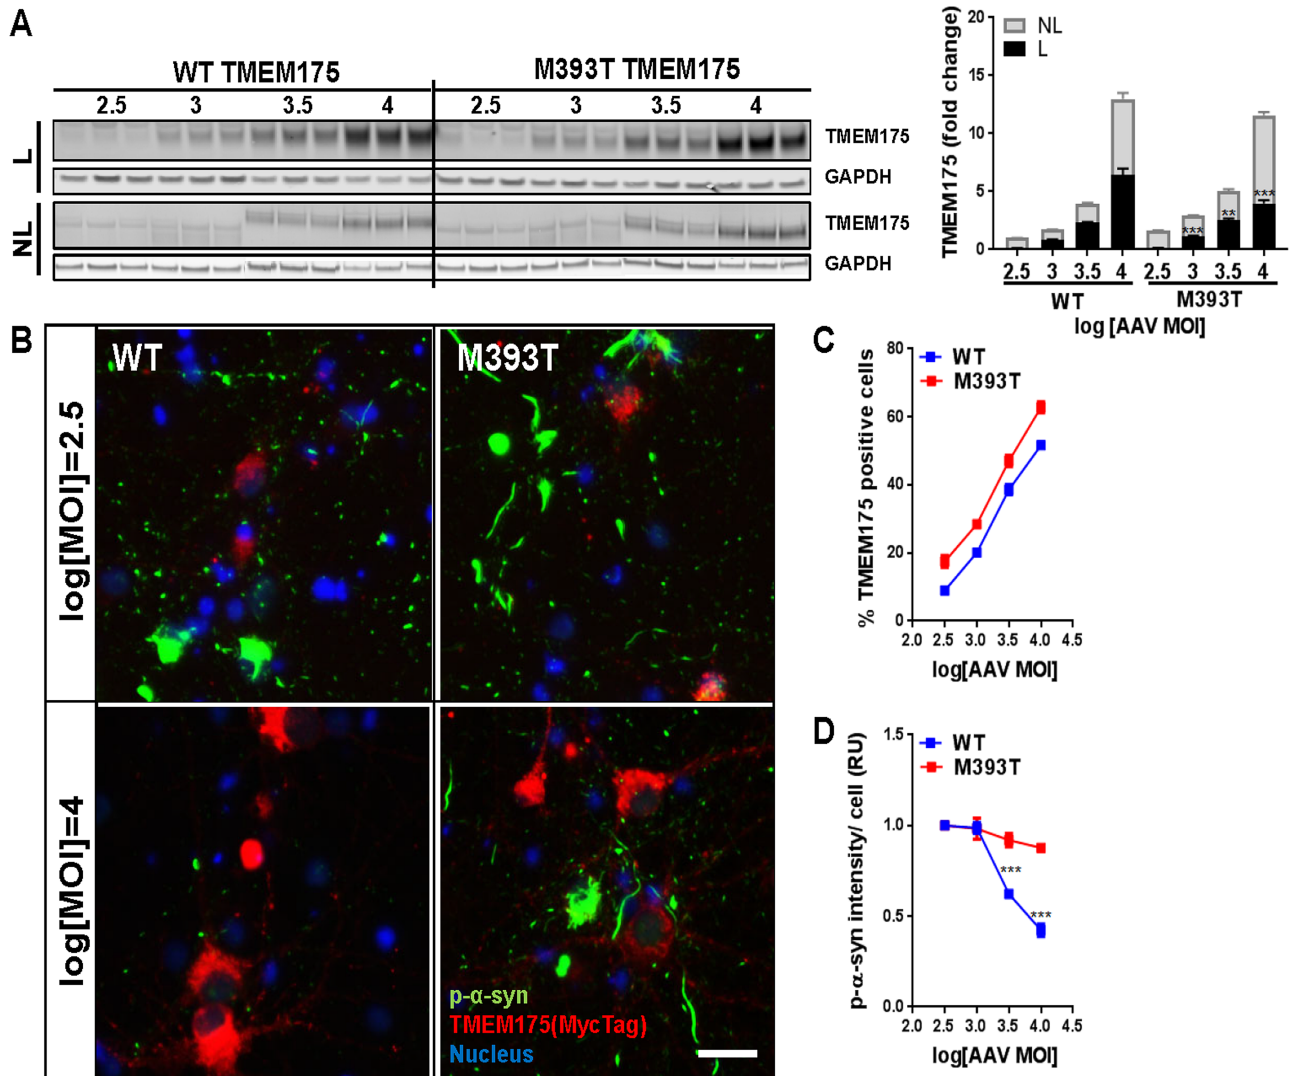 A
WT TMEM175
M393T TMEM175
2.5 3 3.5 4 2.5 3 3.5 4
L
TMEM175
GAPDH
NL
TMEM175
GAPDH
TMEM175 (fold change)
20
15
10
5
0
NL
L
*** ** ***
2.5 3 3.5 4 2.5 3 3.5 4
WT M393T
log [AAV MOI]
B
WT
M393T
log[MOI]=2.5
log[MOI]=4
p-α-syn
TMEM175(MycTag)
Nucleus
C
% TMEM175 positive cells
80
60
40
20
0
WT
M393T
2.0 2.5 3.0 3.5 4.0 4.5
log[AAV MOI]
D
p-α-syn intensity/ cell (RU)
1.5
1.0
0.5
0.0
WT
M393T
***
***
2.0 2.5 3.0 3.5 4.0 4.5
log[AAV MOI]